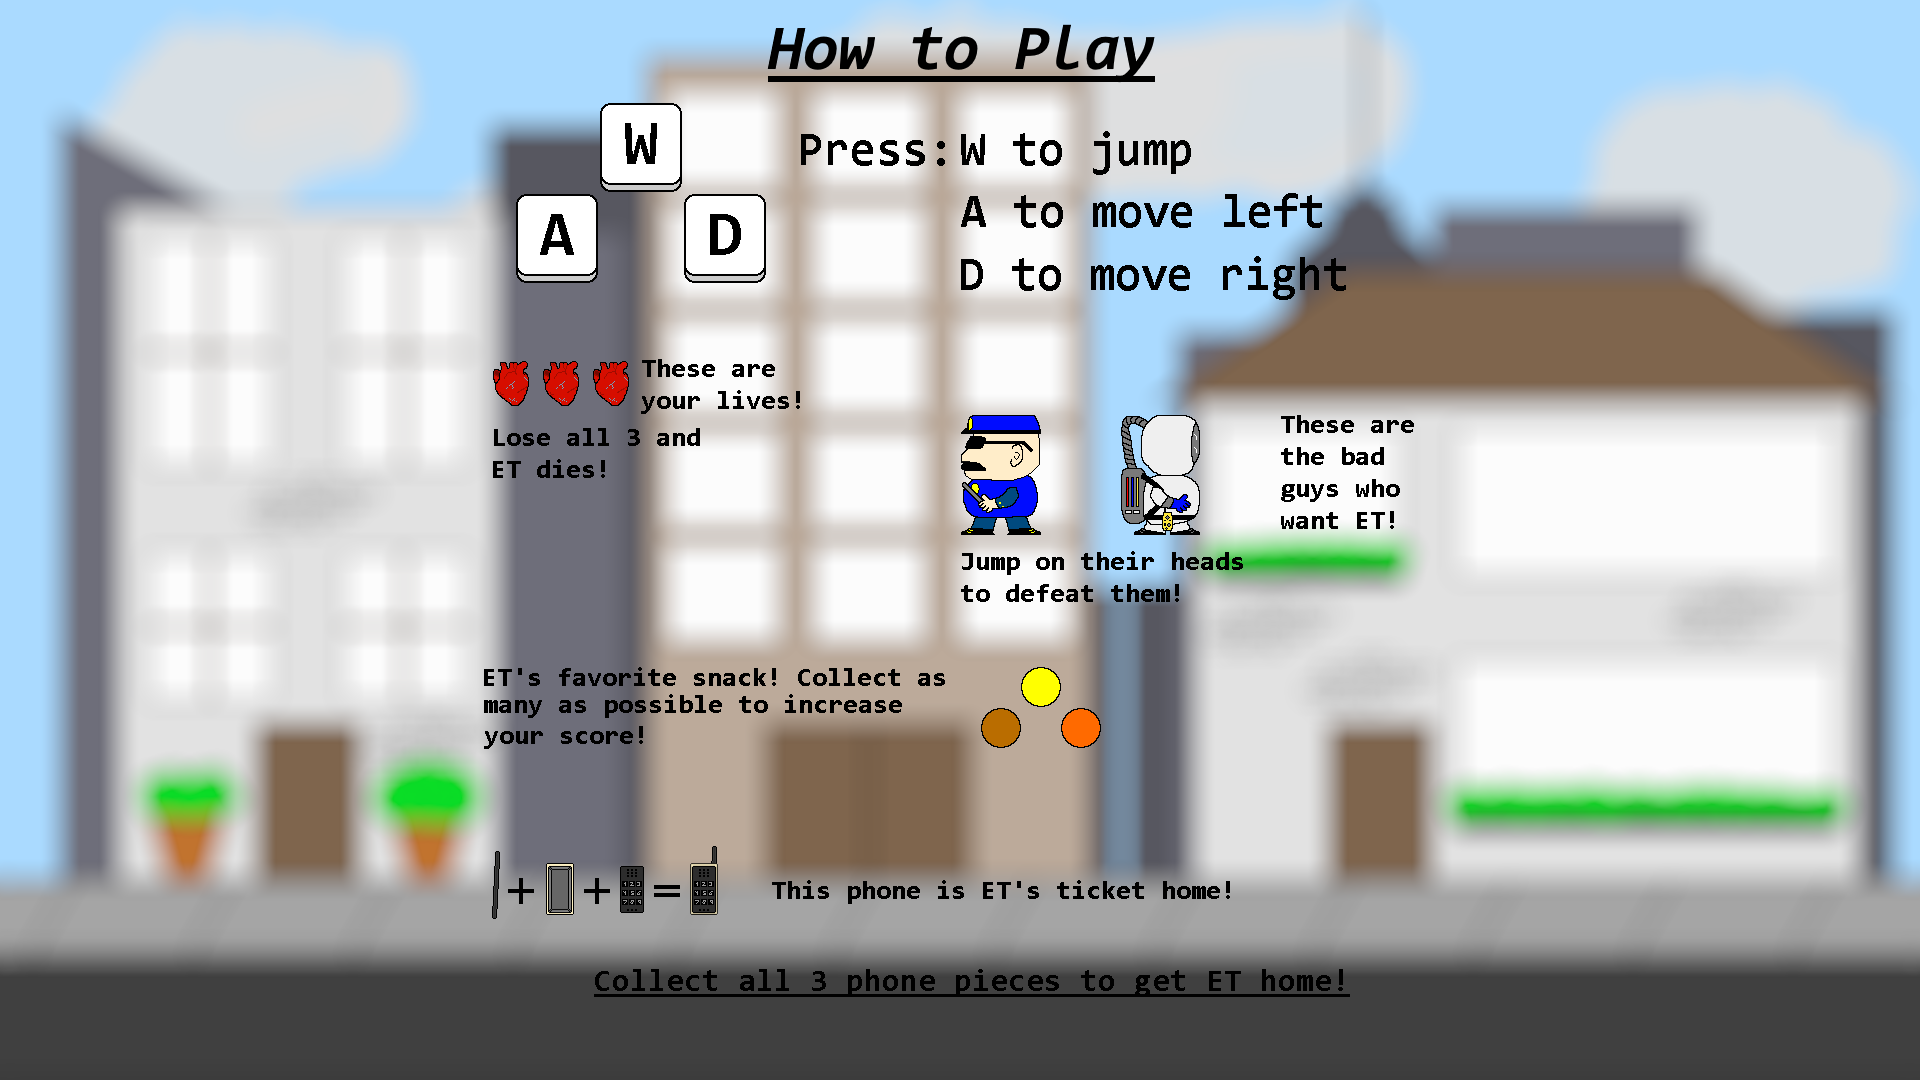 How to Play
W
A D
Press: W to jump
A to move left
D to move right
These are
your lives!
Lose all 3 and
ET dies!
These are
the bad
guys who
want ET!
Jump on their heads
to defeat them!
ET's favorite snack! Collect as
many as possible to increase
your score!
+ + =
This phone is ET's ticket home!
Collect all 3 phone pieces to get ET home!